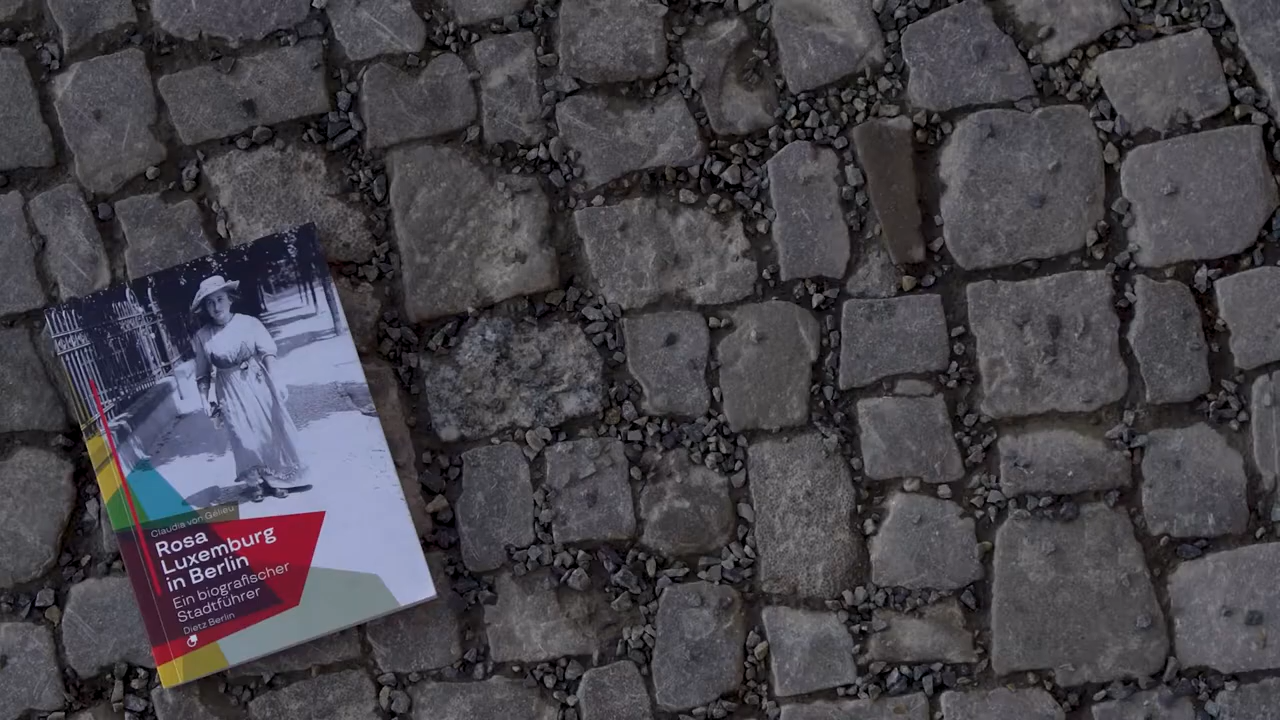 Claudia von Gélieu
Rosa
Luxemburg
in Berlin
Ein biografischer
Stadtführer
Dietz Berlin